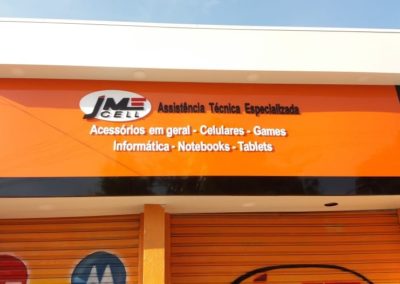 JME
CELL
Assistência Técnica Especializada
Acessórios em geral - Celulares - Games
Informática - Notebooks - Tablets